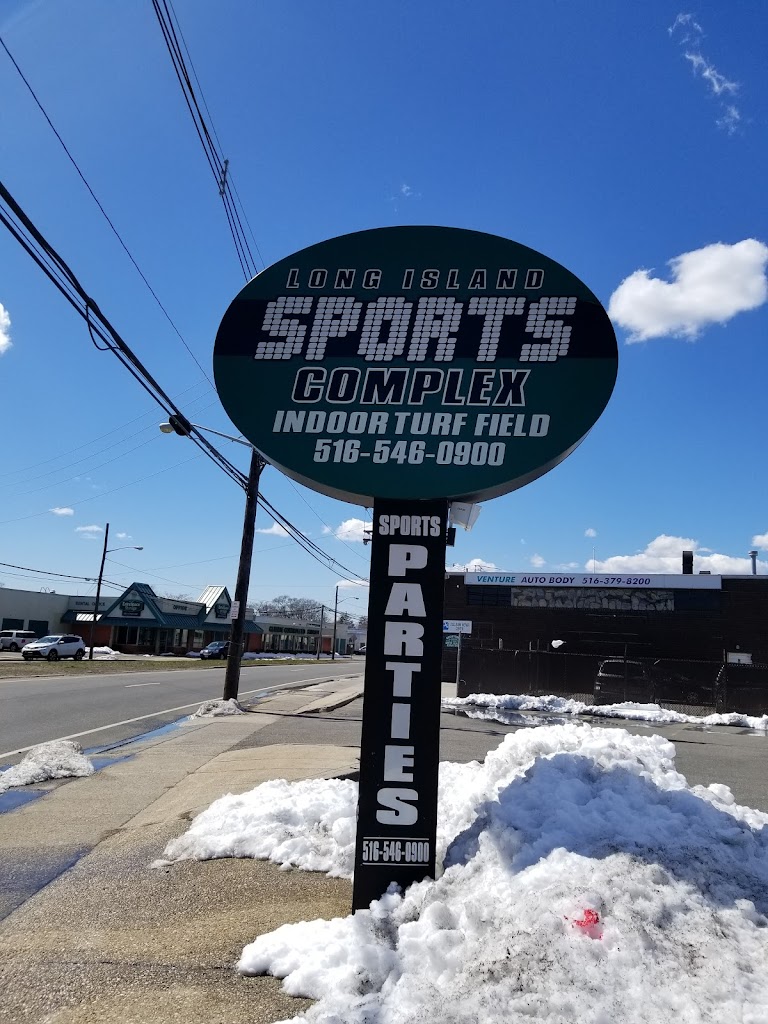 LONG ISLAND
SPORTS
COMPLEX
INDOOR TURF FIELD
516-546-0900
SPORTS
PARTIES
516-546-0900
VENTURE AUTO BODY 516-379-8200